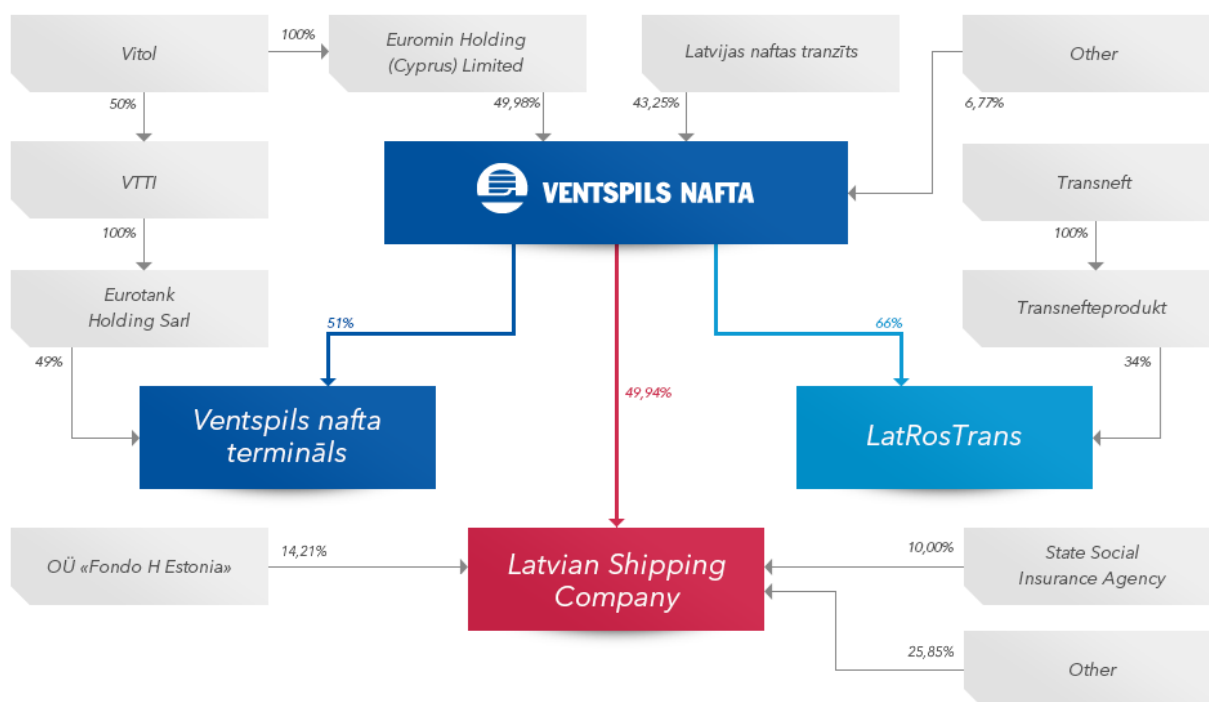 Vitol
100%
Euromin Holding
(Cyprus) Limited
Latvijas naftas tranzīts
Other
50%
49,98%
43,25%
6,77%
VTTI
VENTSPILS NAFTA
Transneft
100%
100%
Eurotank
Holding Sarl
Transnefteprodukt
51%
66%
49%
34%
49,94%
Ventspils nafta
termināls
LatRosTrans
OÜ «Fondo H Estonia»
14,21%
Latvian Shipping
Company
10,00%
State Social
Insurance Agency
25,85%
Other